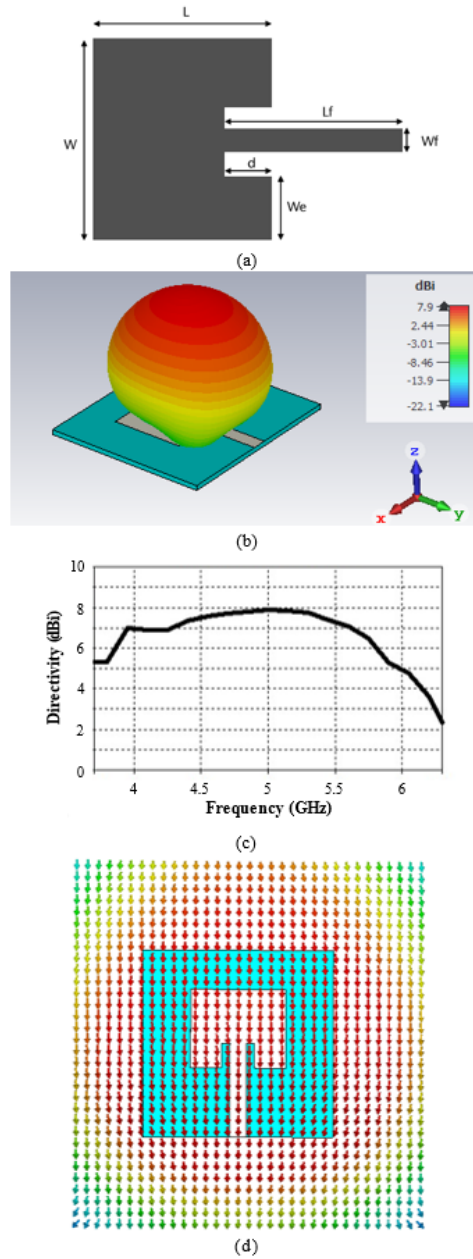 L
Lf
W
Wf
d
We
(a)
dBi
7.9
2.44
-3.01
-8.46
-13.9
-22.1
z
x
y
(b)
10
8
6
4
2
0
Directivity (dBi)
4
4.5
5
5.5
6
Frequency (GHz)
(c)
(d)